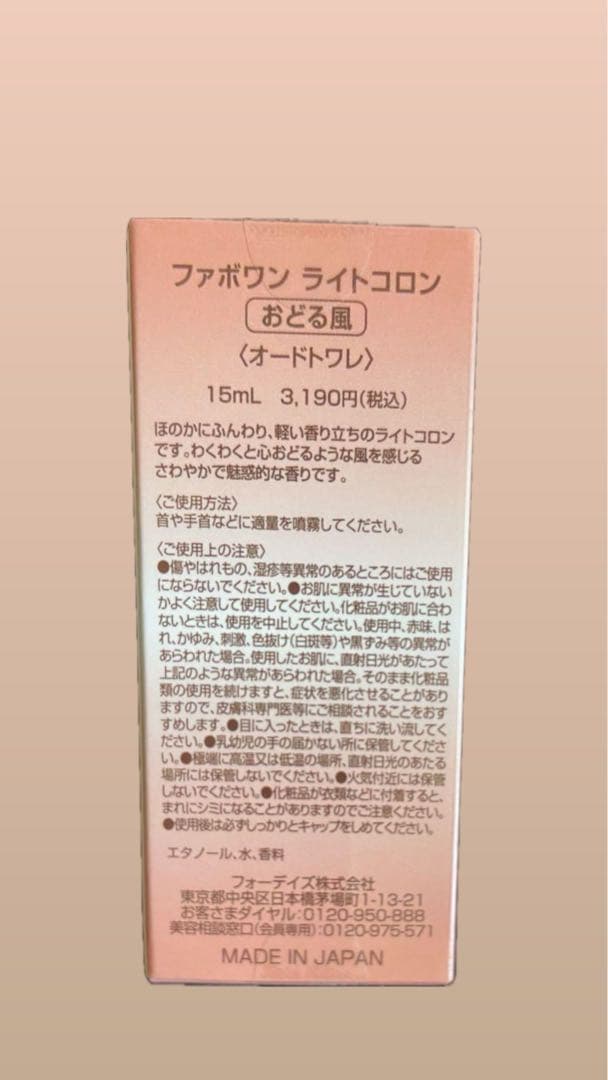 ファボワン ライトコロン
おどる風
〈オードトワレ〉
15mL 3,190円(税込)
ほのかにふんわり、軽い香り立ちのライトコロン
です。わくわくと心おどるような風を感じる
さわやかで魅惑的な香りです。
〈ご使用方法〉
首や手首などに適量を噴霧してください。
〈ご使用上の注意〉
●傷やはれもの、湿疹等異常のあるところにはご使用
にならないでください。●お肌に異常が生じていない
かよく注意して使用してください。化粧品がお肌に合わ
ないときは、使用を中止してください。使用中、赤味、は
れ、かゆみ、刺激、色抜け(白斑等)や黒ずみ等の異常が
あらわれた場合。使用したお肌に、直射日光があたって
上記のような異常があらわれた場合。そのまま化粧品
類の使用を続けますと、症状を悪化させることがあり
ますので、皮膚科専門医等にご相談されることをおす
すめします。●目に入ったときは、直ちに洗い流してく
ださい。●乳幼児の手の届かない所に保管してくださ
い。●極端に高温又は低温の場所、直射日光のあたる
場所には保管しないでください。●火気付近には保管
しないでください。●化粧品が衣類などに付着すると、
まれにシミになることがありますのでご注意ください。
●使用後は必ずしっかりとキャップをしめてください。
エタノール、水、香料
フォーデイズ株式会社
東京都中央区日本橋茅場町1-13-21
お客さまダイヤル:0120-950-888
美容相談窓口(会員専用):0120-975-571
MADE IN JAPAN